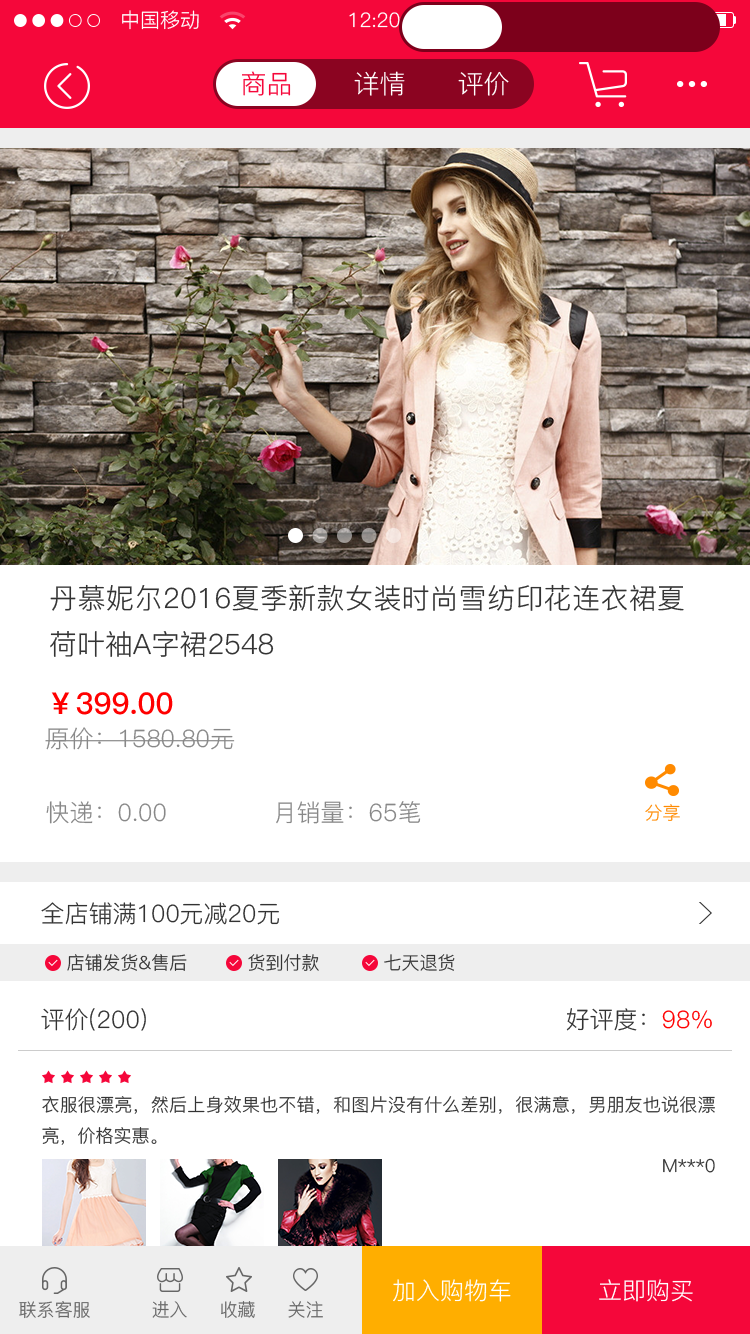 中国移动
12:20
商品 详情 评价
丹慕妮尔2016夏季新款女装时尚雪纺印花连衣裙夏
荷叶袖A字裙2548
￥399.00
原价：1580.80元
快递：0.00 月销量：65笔
分享
全店铺满100元减20元
店铺发货&售后 货到付款 七天退货
评价(200) 好评度：98%
衣服很漂亮，然后上身效果也不错，和图片没有什么差别，很满意，男朋友也说很漂
亮，价格实惠。
M***0
联系客服 进入 收藏 关注 加入购物车 立即购买